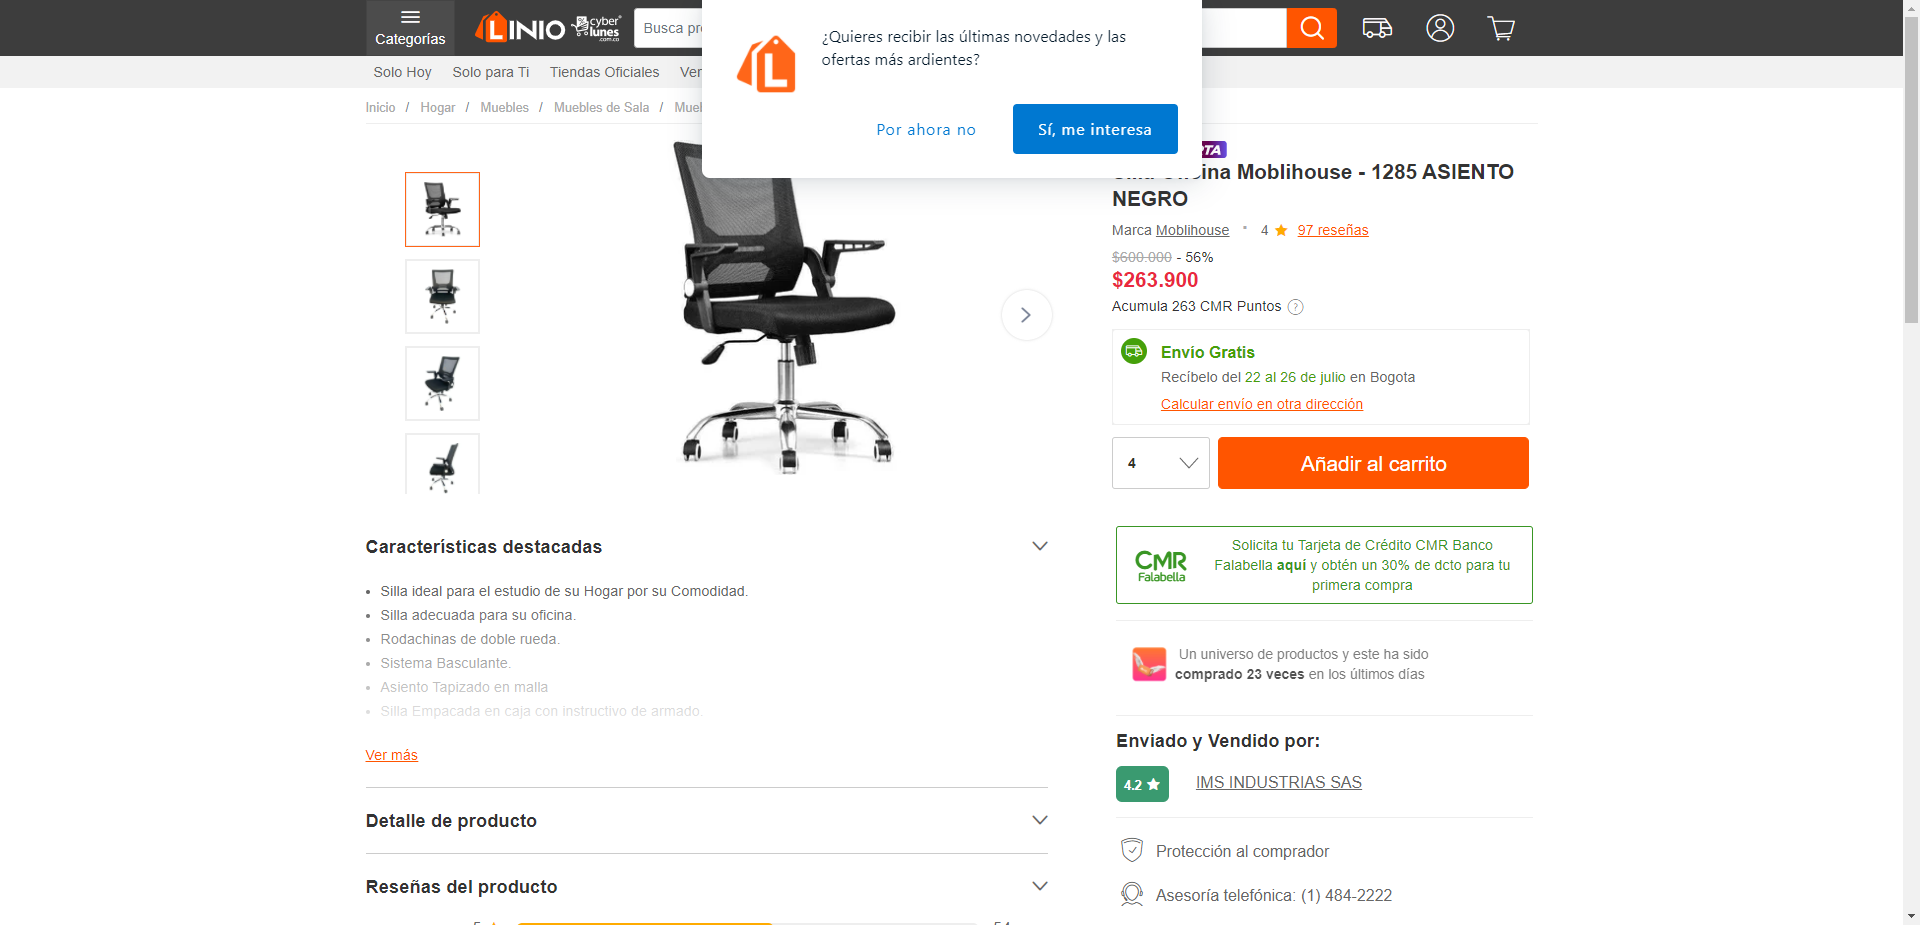 Categorías
LINIO
cyber
lunes
.com.co
Busca pr
¿Quieres recibir las últimas novedades y las
ofertas más ardientes?
Por ahora no
Sí, me interesa
Solo Hoy
Solo para Ti
Tiendas Oficiales
Ver
Inicio / Hogar / Muebles / Muebles de Sala / Mueb
Oficina Moblihouse - 1285 ASIENTO
NEGRO
Marca Moblihouse
4
97 reseñas
$600.000 - 56%
$263.900
Acumula 263 CMR Puntos ?
Envío Gratis
Recíbelo del 22 al 26 de julio en Bogota
Calcular envío en otra dirección
4
Añadir al carrito
CMR
Falabella
Solicita tu Tarjeta de Crédito CMR Banco
Falabella aquí y obtén un 30% de dcto para tu
primera compra
Un universo de productos y este ha sido
comprado 23 veces en los últimos días
Enviado y Vendido por:
4.2
IMS INDUSTRIAS SAS
Protección al comprador
Asesoría telefónica: (1) 484-2222
Características destacadas
• Silla ideal para el estudio de su Hogar por su Comodidad.
• Silla adecuada para su oficina.
• Rodachinas de doble rueda.
• Sistema Basculante.
• Asiento Tapizado en malla
• Silla Empacada en caja con instructivo de armado.
Ver más
Detalle de producto
Reseñas del producto